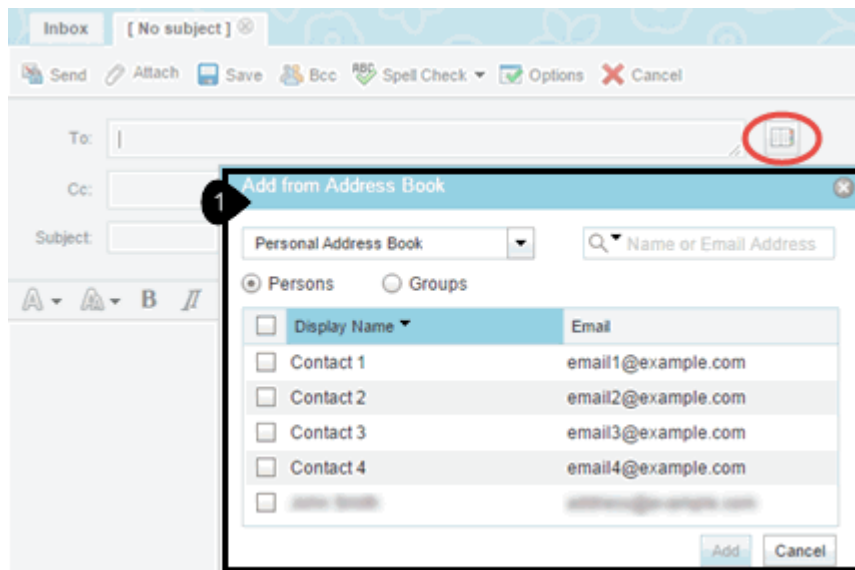 Inbox [ No subject ]
Send Attach Save Bcc ABC Spell Check Options Cancel
To:
Cc:
Subject:
A A B I
1 Add from Address Book
Personal Address Book Name or Email Address
Persons Groups
Display Name Email
Contact 1 email1@example.com
Contact 2 email2@example.com
Contact 3 email3@example.com
Contact 4 email4@example.com
Add Cancel